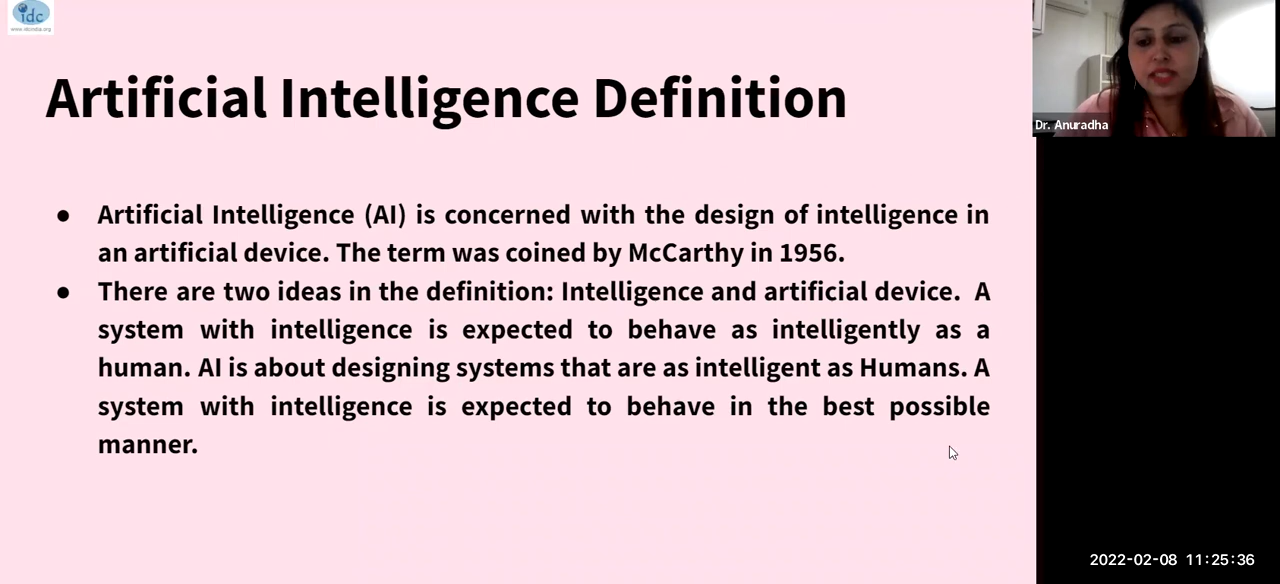 idc
www.idcindia.org
Artificial Intelligence Definition
● Artificial Intelligence (AI) is concerned with the design of intelligence in
an artificial device. The term was coined by McCarthy in 1956.
● There are two ideas in the definition: Intelligence and artificial device. A
system with intelligence is expected to behave as intelligently as a
human. AI is about designing systems that are as intelligent as Humans. A
system with intelligence is expected to behave in the best possible
manner.
Dr. Anuradha
2022-02-08 11:25:36